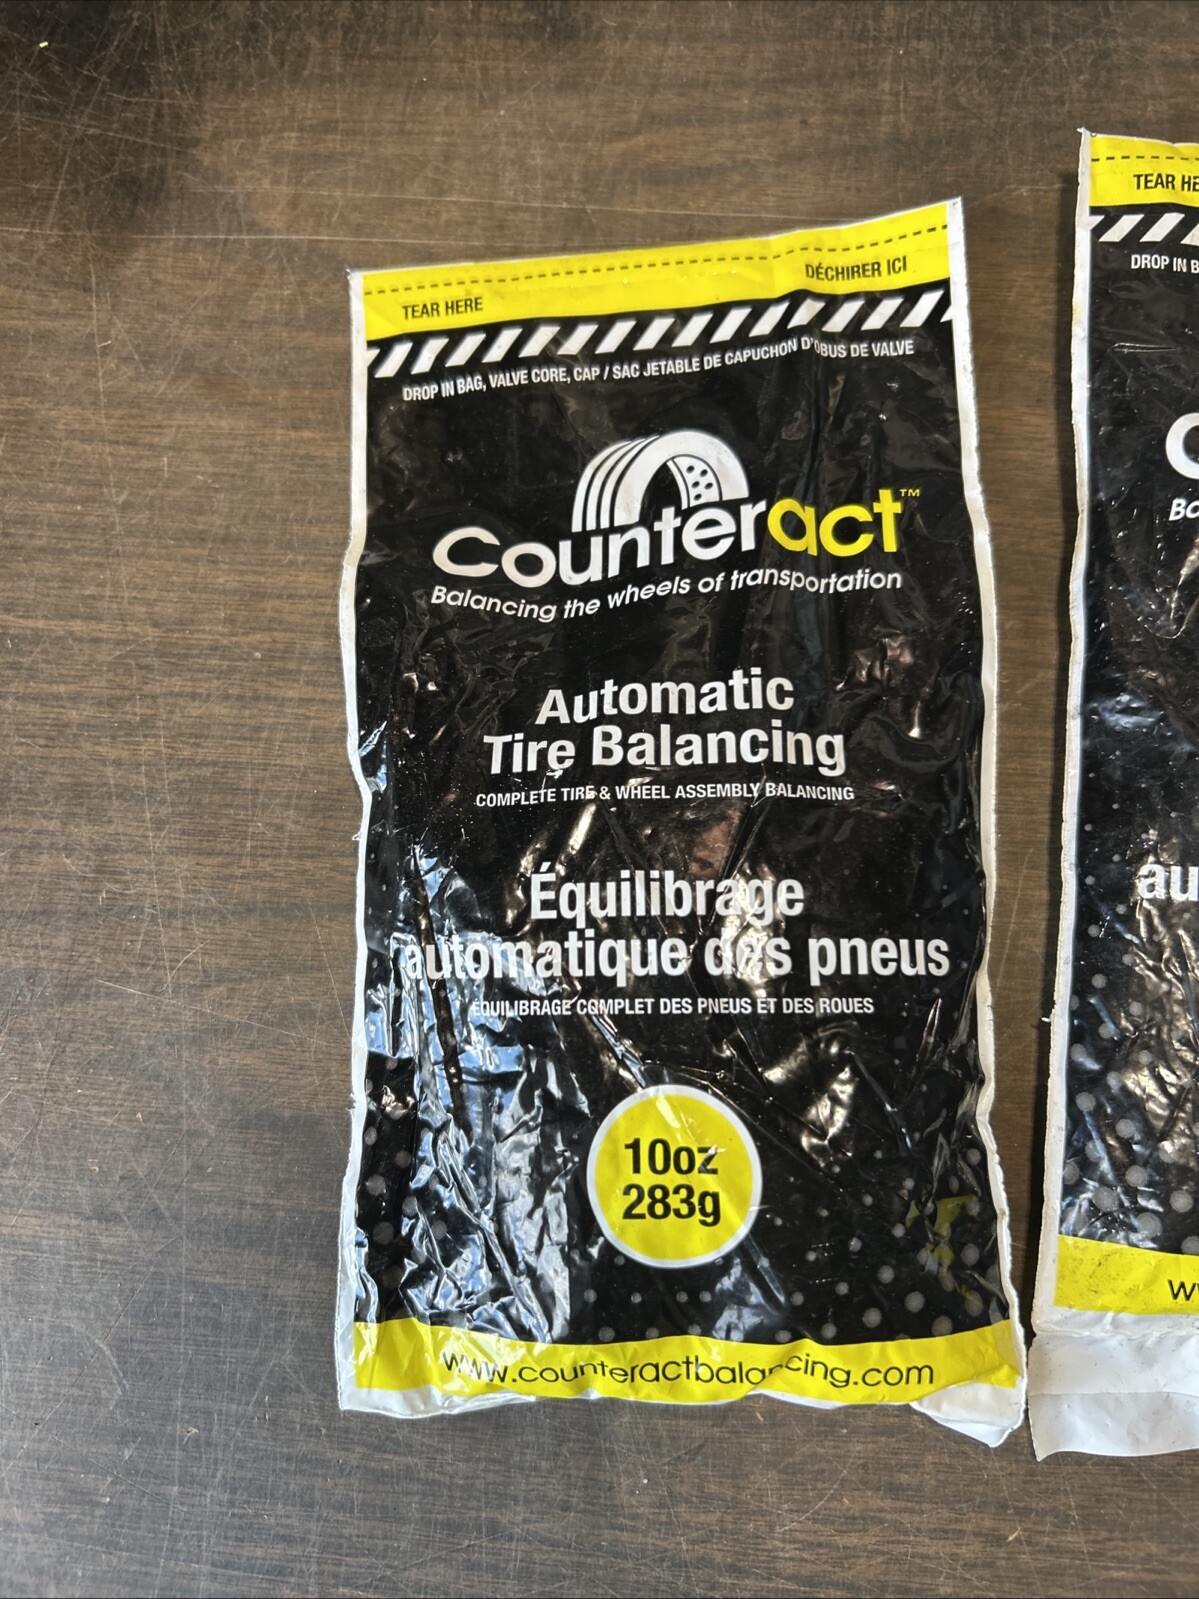 TEAR HERE
DÉCHIRER ICI
DROP IN BAG, VALVE CORE, CAP / SAC JETABLE DE CAPUCHON D'OBUS DE VALVE
Counteract™
Balancing the wheels of transportation
Automatic
Tire Balancing
COMPLETE TIRE & WHEEL ASSEMBLY BALANCING
Équilibrage
automatique des pneus
ÉQUILIBRAGE COMPLET DES PNEUS ET DES ROUES
10oz
283g
www.counteractbalancing.com
TEAR
DROP IN